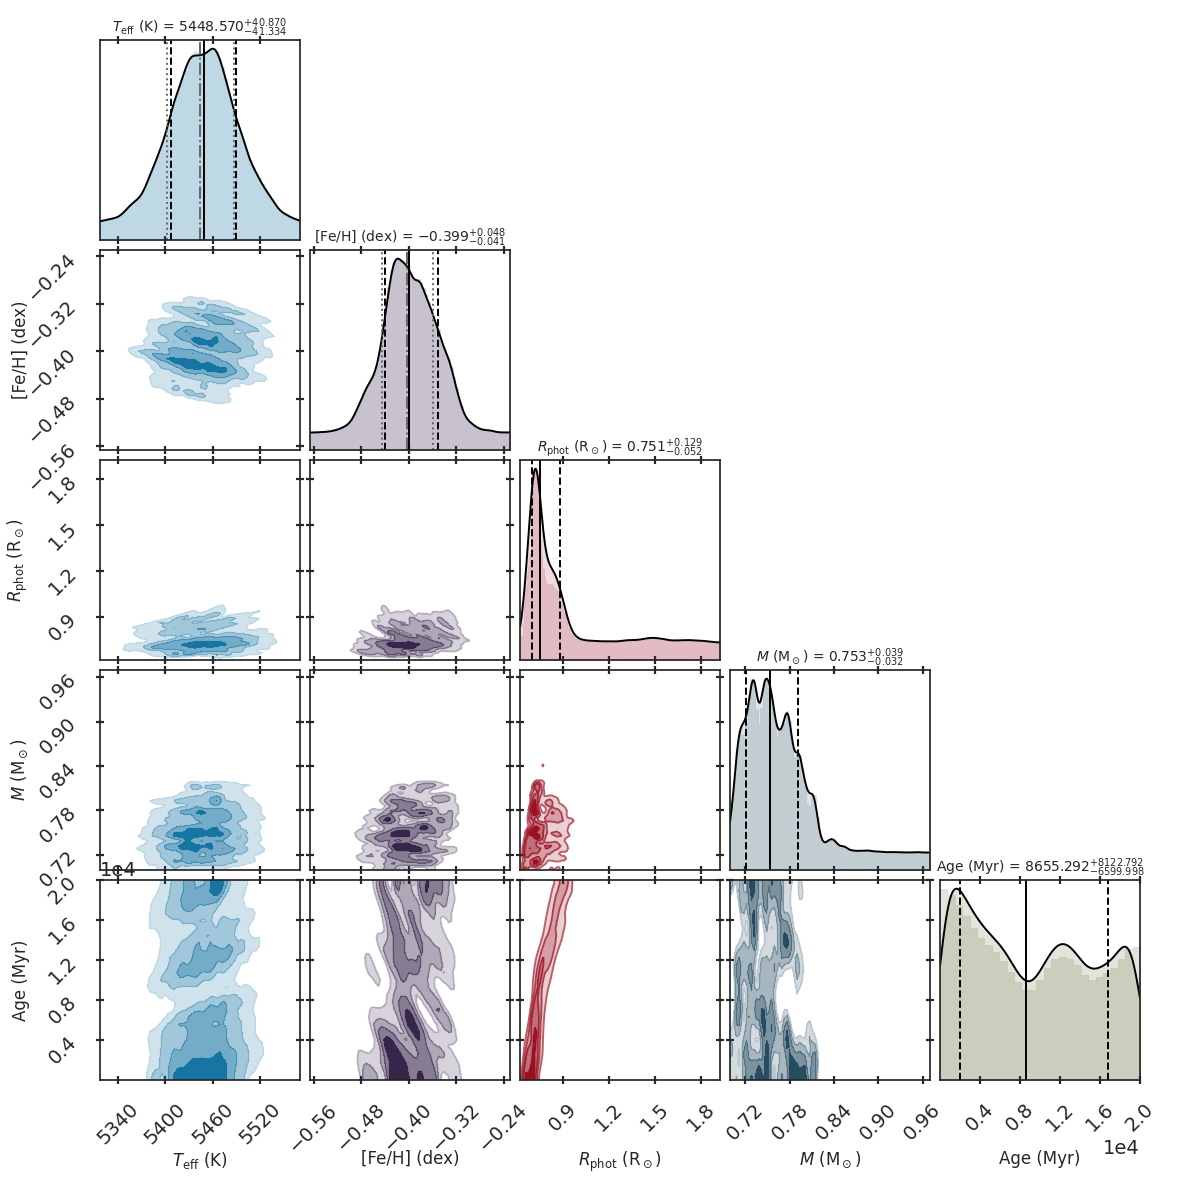 T_eff (K) = 5448.570^{+40.870}_{−41.334}
[Fe/H] (dex) = −0.399^{+0.048}_{−0.041}
−0.24
−0.32
−0.40
−0.48
−0.56
[Fe/H] (dex)
R_phot (R_⊙) = 0.751^{+0.129}_{−0.052}
1.8
1.5
1.2
0.9
R_phot (R_⊙)
M (M_⊙) = 0.753^{+0.039}_{−0.032}
0.96
0.90
0.84
0.78
0.72
M (M_⊙)
Age (Myr) = 8655.292^{+8122.792}_{−6599.998}
1e4
2.0
1.6
1.2
0.8
0.4
Age (Myr)
5340 5400 5460 5520
T_eff (K)
−0.56 −0.48 −0.40 −0.32 −0.24
[Fe/H] (dex)
0.9 1.2 1.5 1.8
R_phot (R_⊙)
0.72 0.78 0.84 0.90 0.96
M (M_⊙)
0.4 0.8 1.2 1.6 2.0
1e4
Age (Myr)